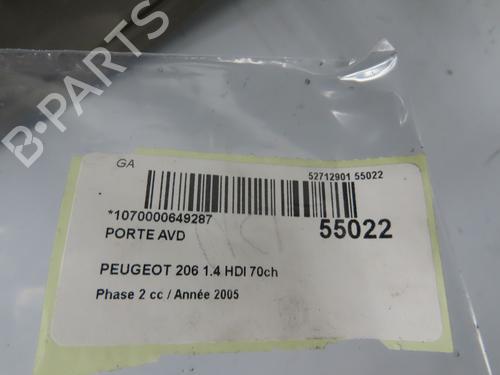 B-PARTS
GA
52712901 55022
*1070000649287
PORTE AVD
55022
PEUGEOT 206 1.4 HDI 70ch
Phase 2 cc / Année 2005